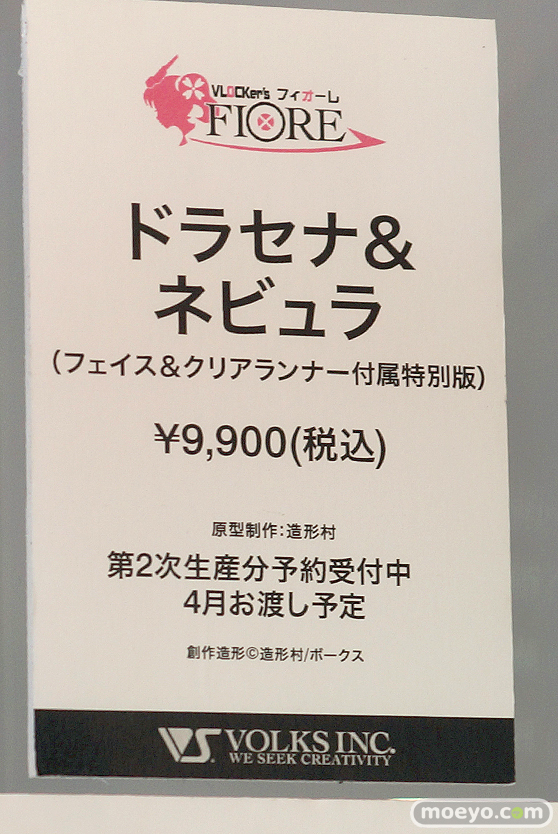 VLOCKer's フィオーレ
FIORE
ドラセナ&
ネビュラ
(フェイス&クリアランナー付属特別版)
¥9,900(税込)
原型制作:造形村
第2次生産分予約受付中
4月お渡し予定
創作造形©造形村/ボークス
VS. VOLKS INC.
WE SEEK CREATIVITY
moeyo.com